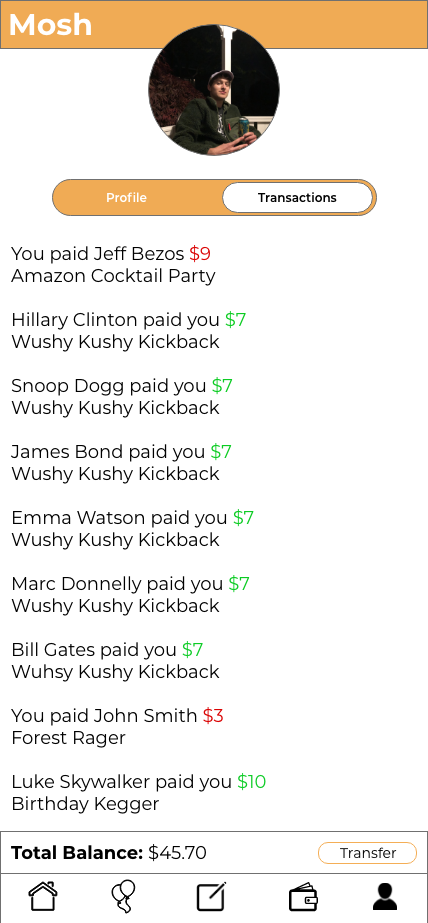 Mosh
Profile
Transactions
You paid Jeff Bezos $9
Amazon Cocktail Party
Hillary Clinton paid you $7
Wushy Kushy Kickback
Snoop Dogg paid you $7
Wushy Kushy Kickback
James Bond paid you $7
Wushy Kushy Kickback
Emma Watson paid you $7
Wushy Kushy Kickback
Marc Donnelly paid you $7
Wushy Kushy Kickback
Bill Gates paid you $7
Wuhsy Kushy Kickback
You paid John Smith $3
Forest Rager
Luke Skywalker paid you $10
Birthday Kegger
Total Balance: $45.70
Transfer